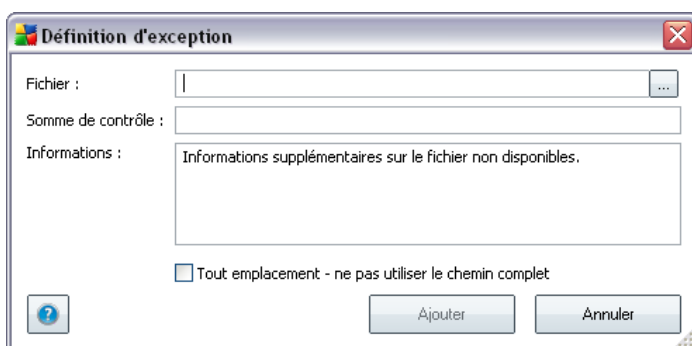 Définition d'exception
Fichier :
...
Somme de contrôle :
Informations :
Informations supplémentaires sur le fichier non disponibles.
Tout emplacement - ne pas utiliser le chemin complet
?
Ajouter
Annuler